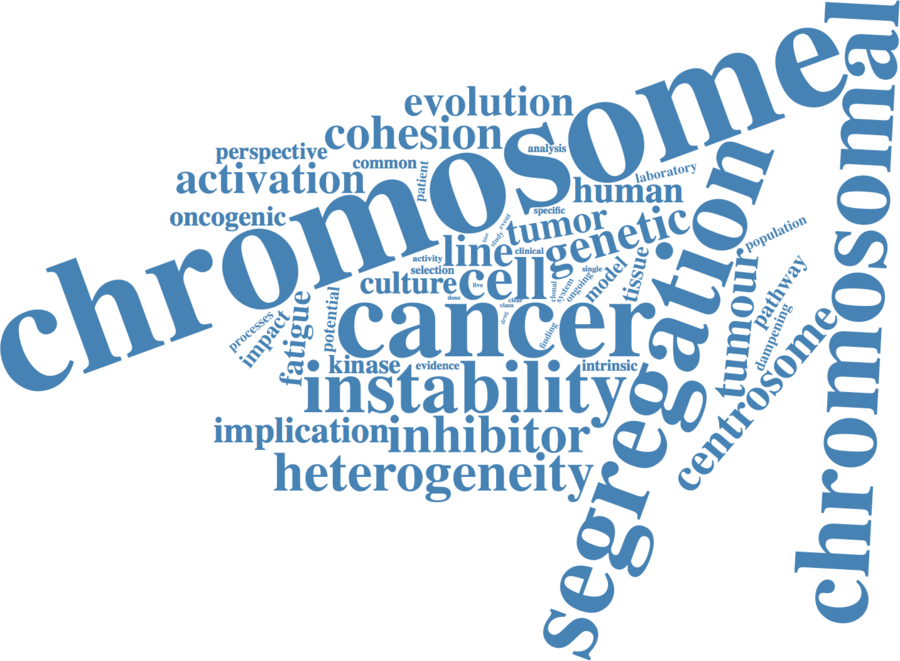 chromosome
chromosomal
segregation
cancer
instability
heterogeneity
inhibitor
implication
evolution
cohesion
perspective
common
activation
oncogenic
patient
analysis
laboratory
human
specific
tumor
genetic
event
study
line
clinical
activity
selection
culture
cell
live
dose
clear
class
drug
clonal
system
ongoing
single
model
tissue
finding
processes
impact
fatigue
potential
kinase
evidence
intrinsic
tumour
population
pathway
dampening
centrosome